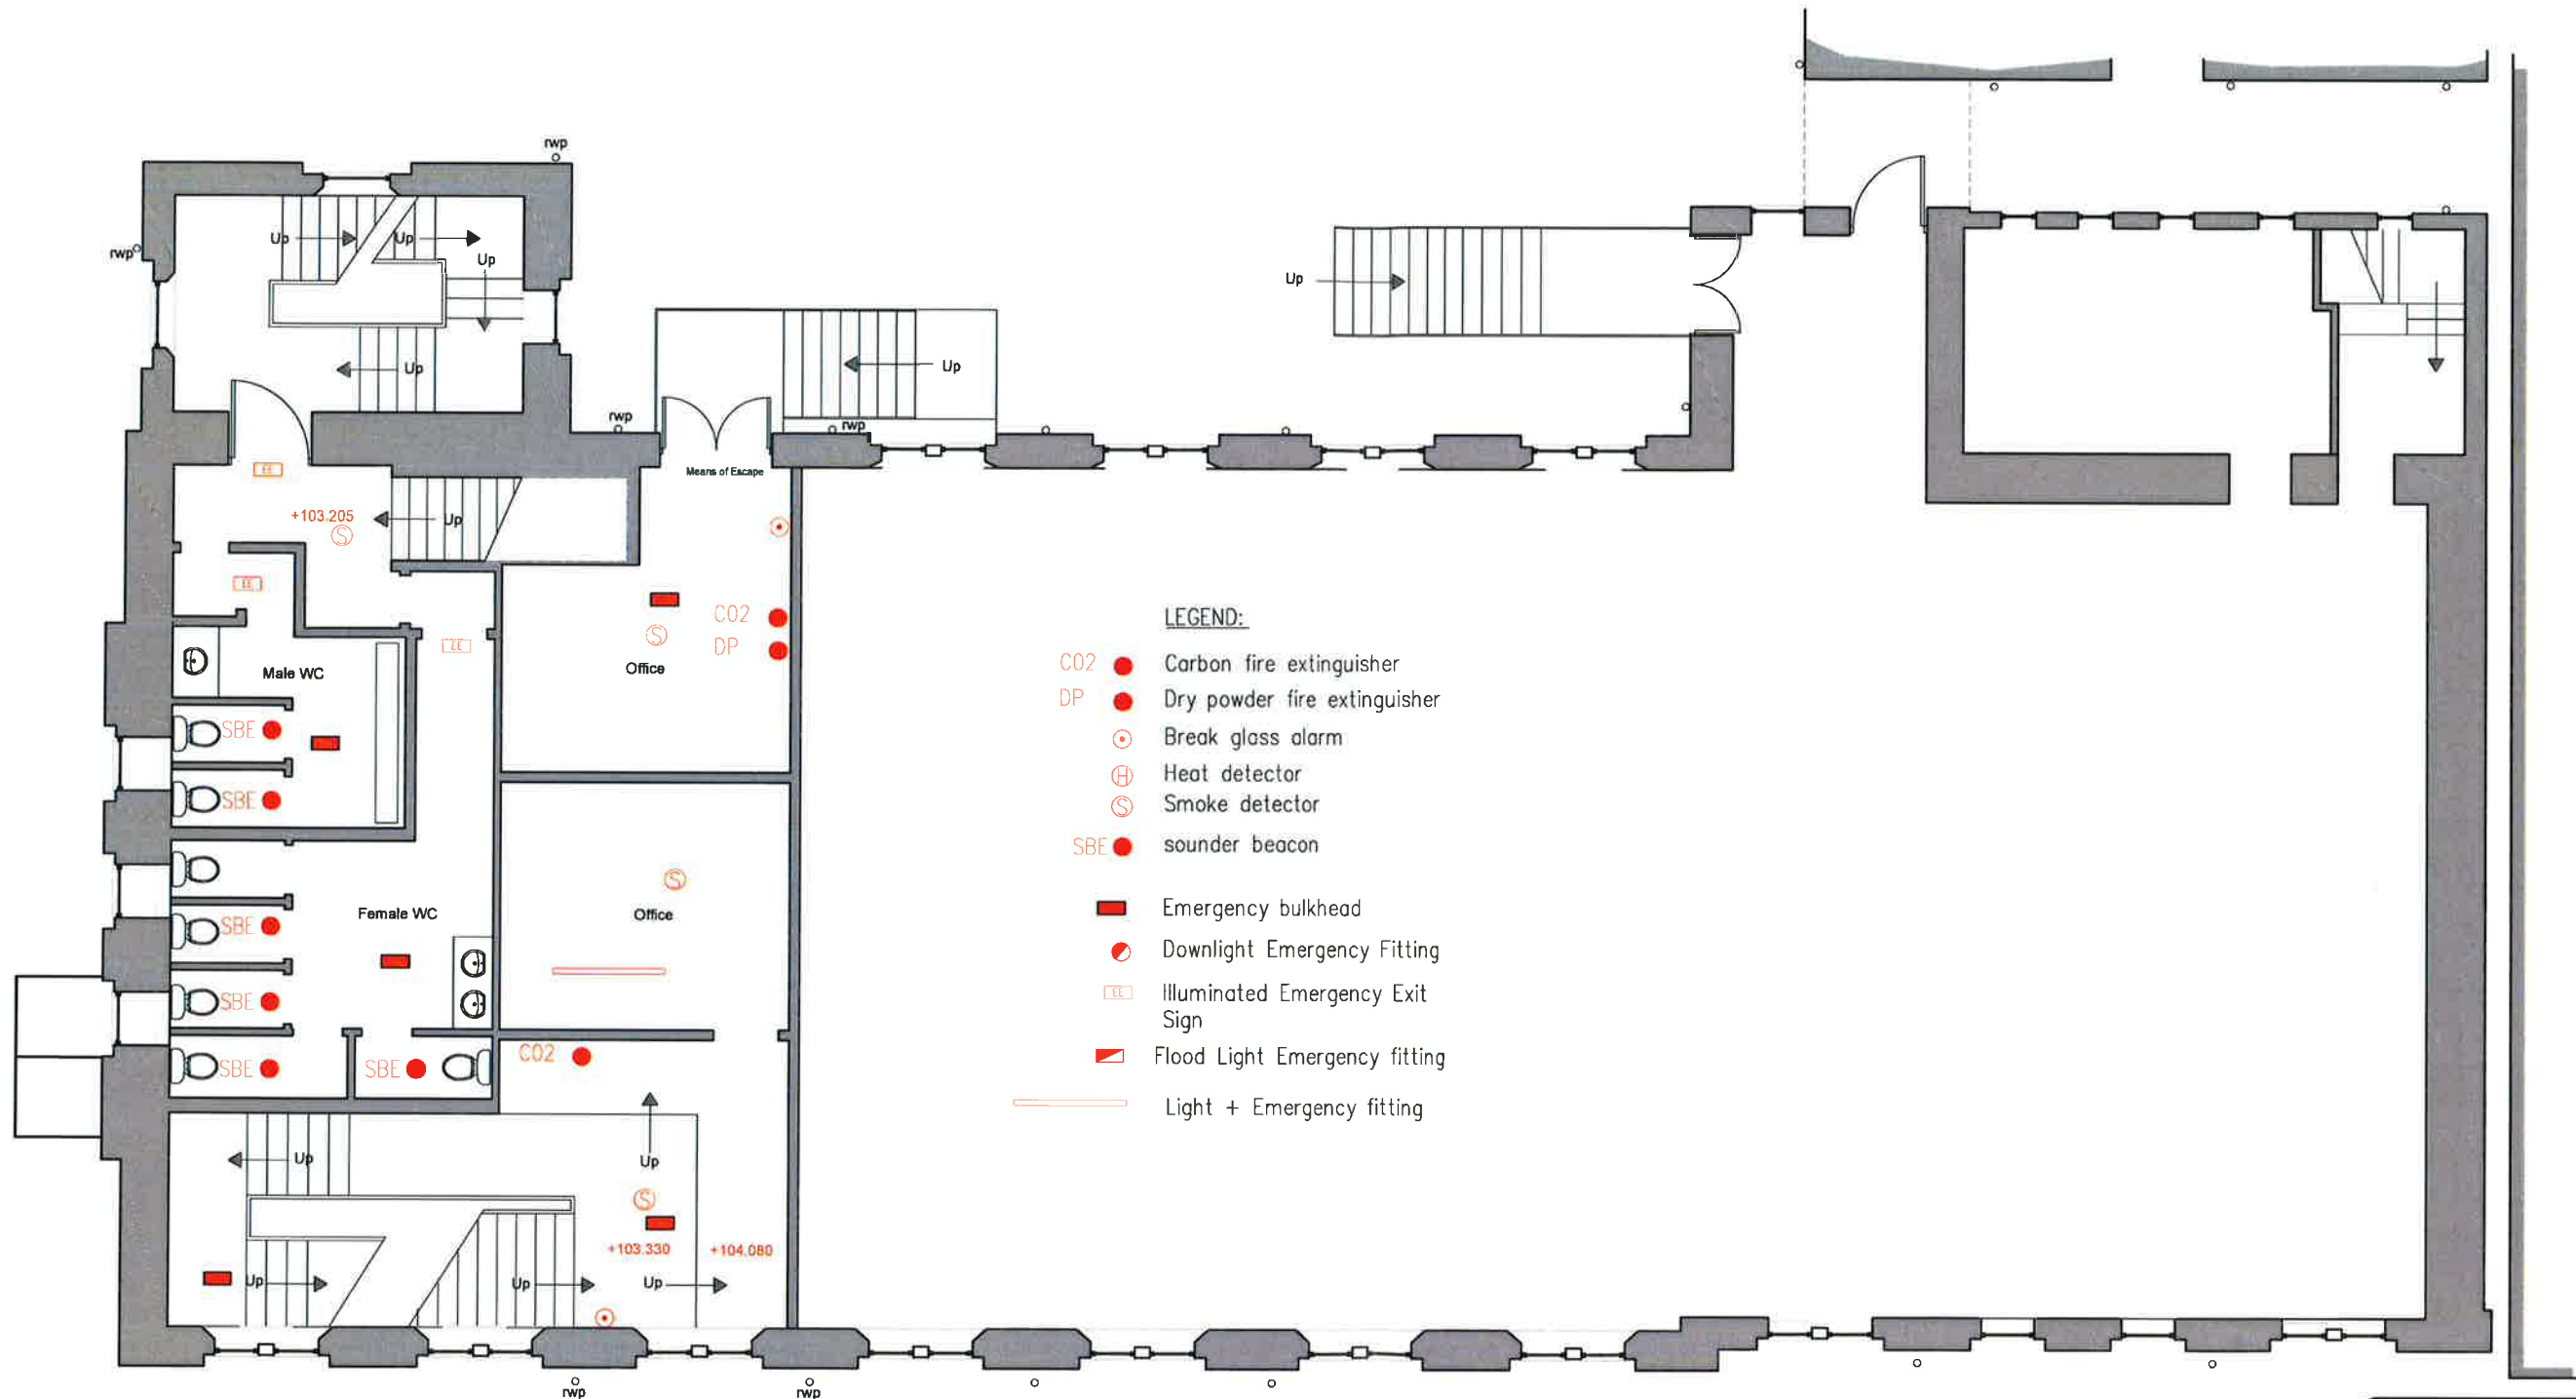 rwp
rwp
Up
Up
Up
Up
Up
Up
rwp
rwp
Means of Escape
EE
+103.205
S
Up
EE
EE
CO2
S
DP
Office
Male WC
SBE
SBE
S
Office
Female WC
SBE
SBE
CO2
SBE
SBE
Up
Up
S
+103.330
+104.080
Up
Up
Up
rwp
rwp
LEGEND:
CO2 Carbon fire extinguisher
DP Dry powder fire extinguisher
Break glass alarm
H Heat detector
S Smoke detector
SBE sounder beacon
Emergency bulkhead
Downlight Emergency Fitting
EE Illuminated Emergency Exit
Sign
Flood Light Emergency fitting
Light + Emergency fitting